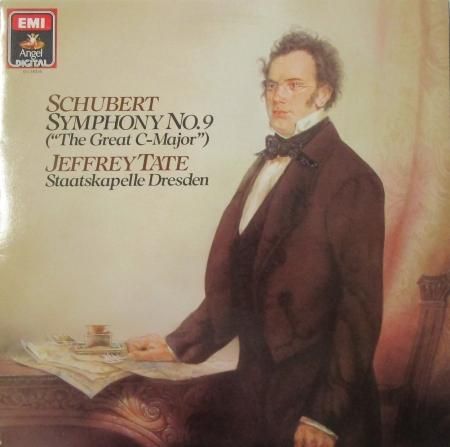 EMI
Angel
DIGITAL
SCHUBERT
SYMPHONY NO. 9
("The Great C-Major")
JEFFREY TATE
Staatskapelle Dresden